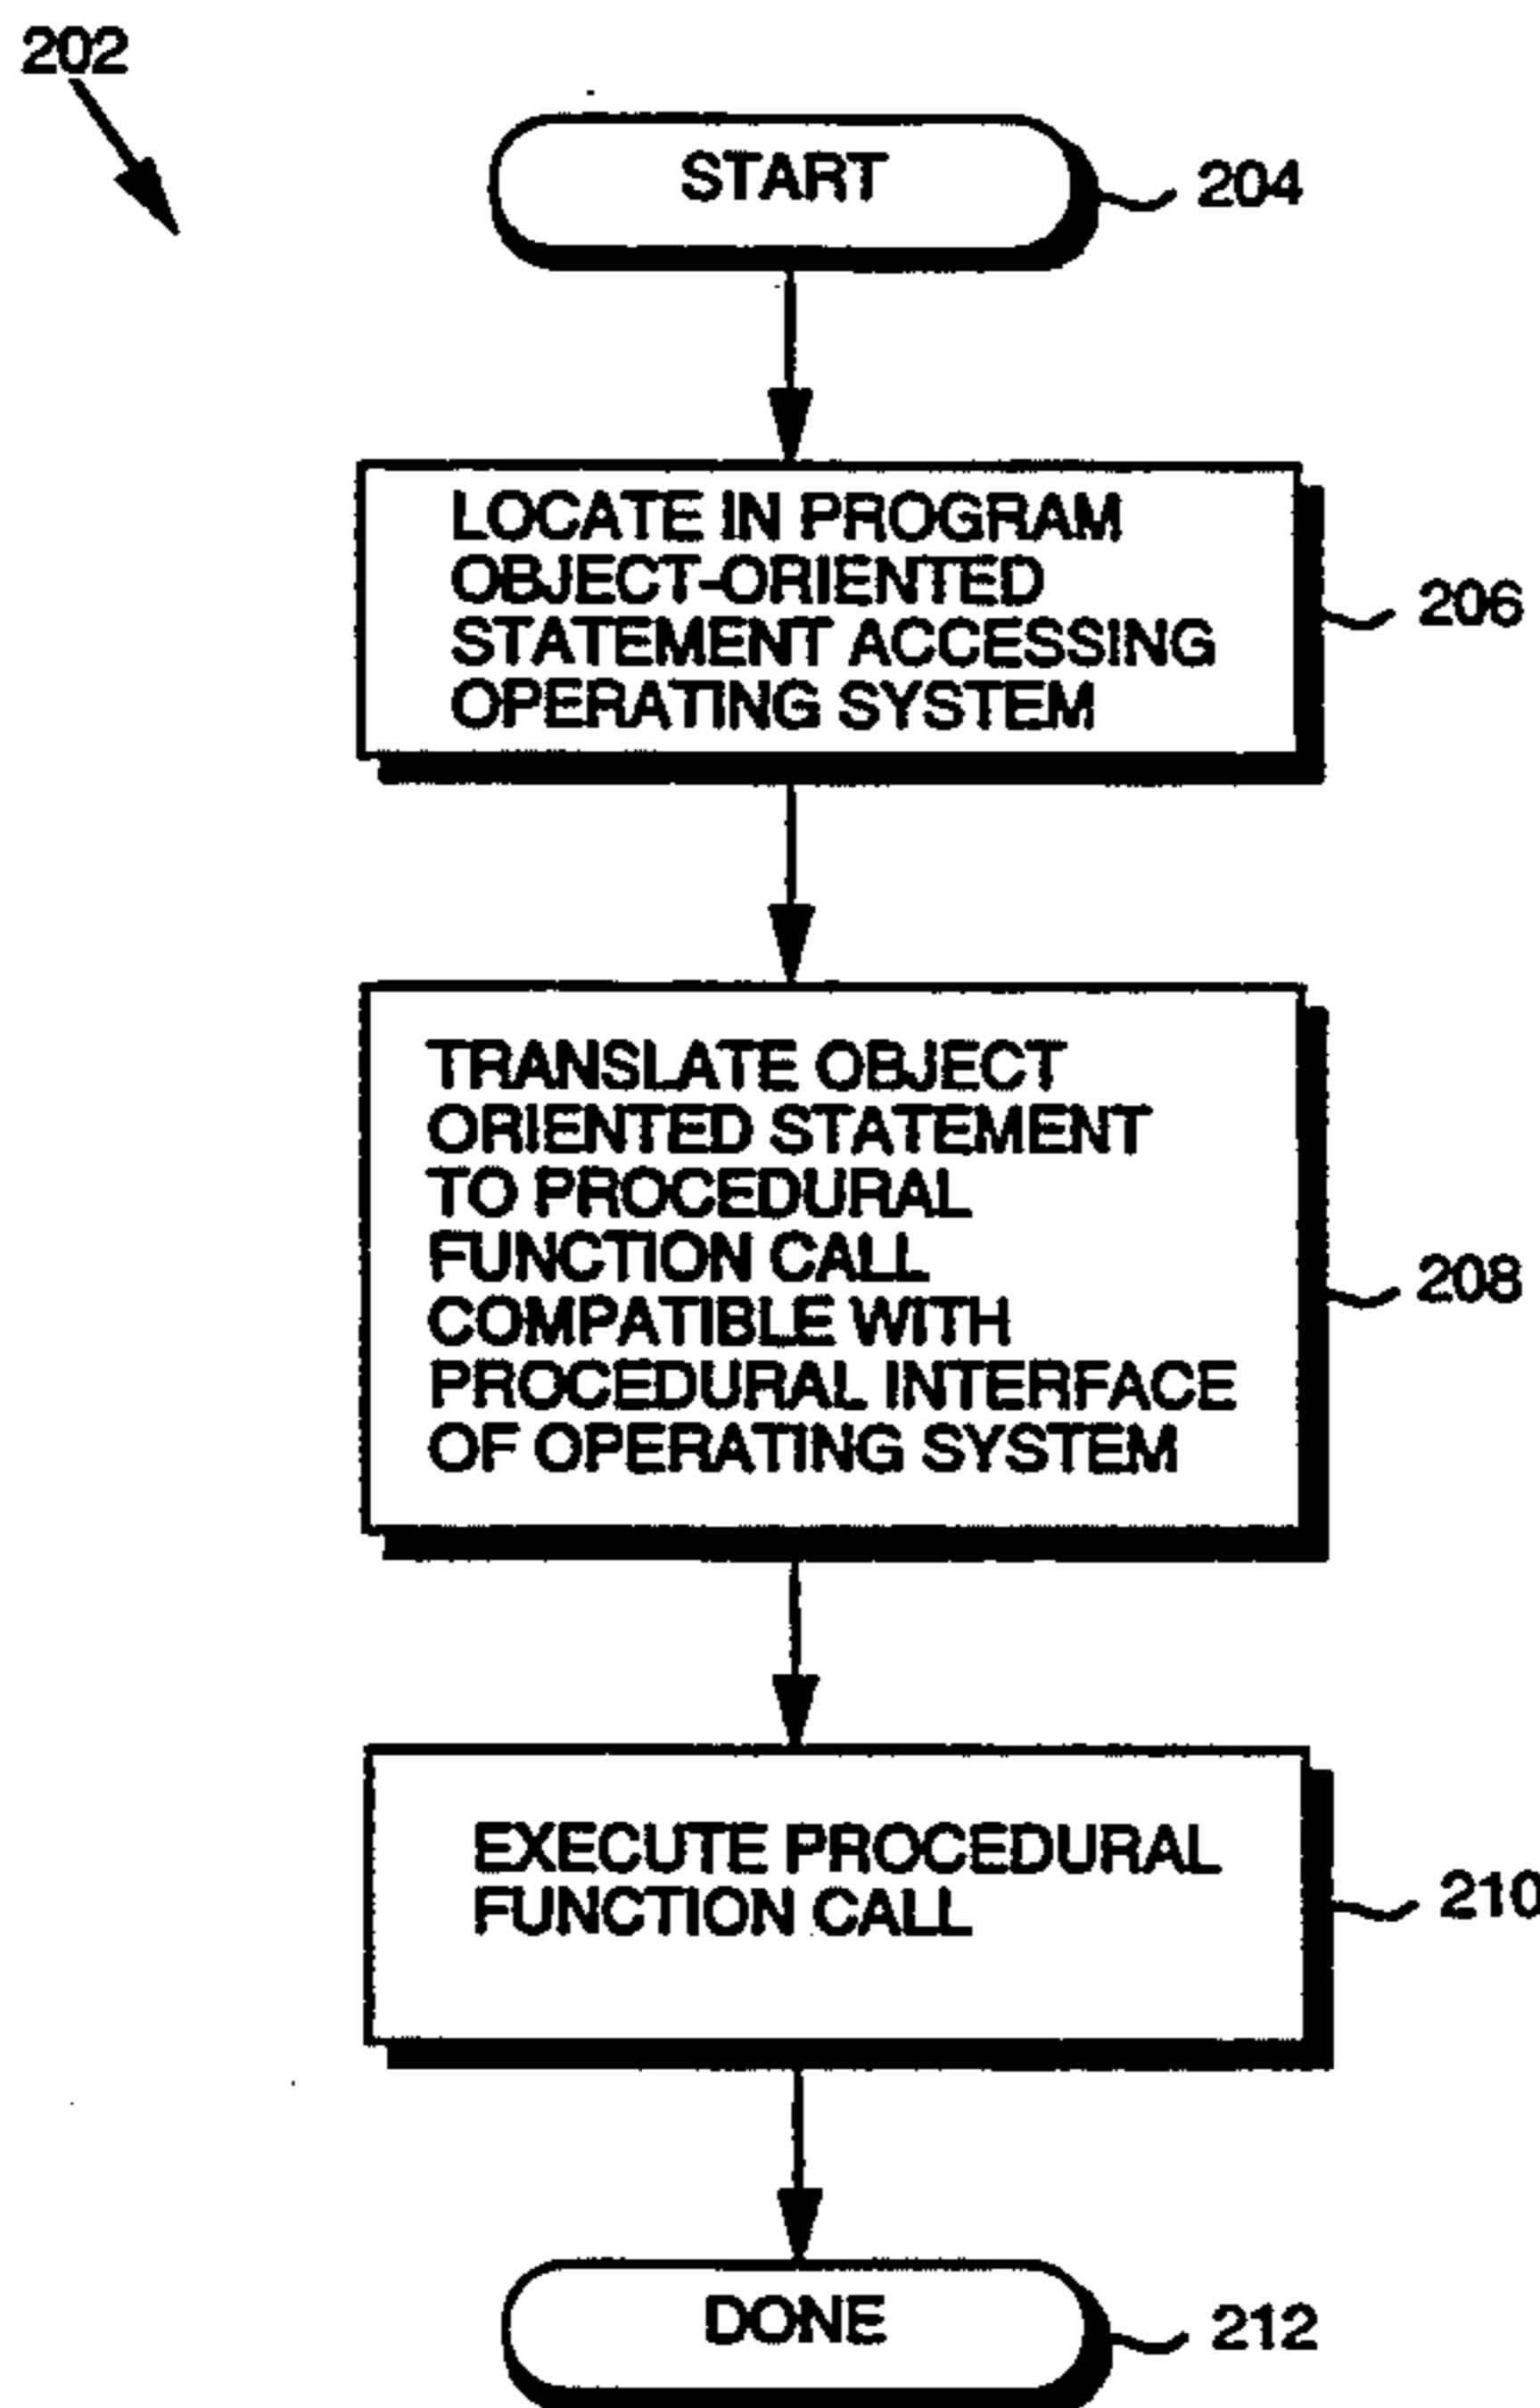 202
START
204
LOCATE IN PROGRAM
OBJECT-ORIENTED
STATEMENT ACCESSING
OPERATING SYSTEM
206
TRANSLATE OBJECT
ORIENTED STATEMENT
TO PROCEDURAL
FUNCTION CALL
COMPATIBLE WITH
PROCEDURAL INTERFACE
OF OPERATING SYSTEM
208
EXECUTE PROCEDURAL
FUNCTION CALL
210
DONE
212